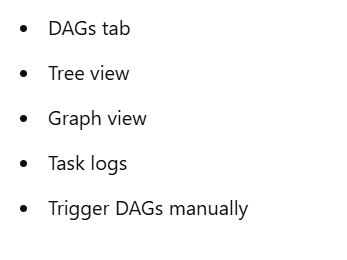 • DAGs tab
• Tree view
• Graph view
• Task logs
• Trigger DAGs manually